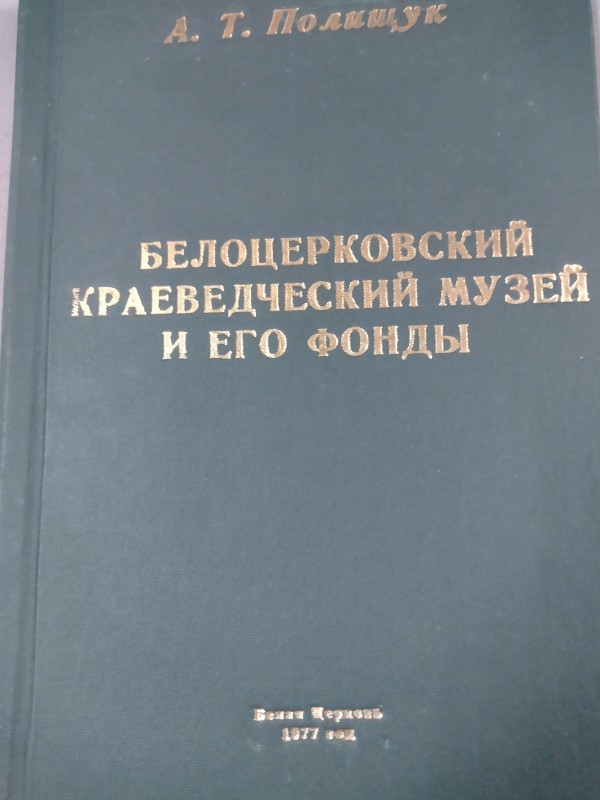 А. Т. Полищук
БЕЛОЦЕРКОВСКИЙ
КРАЕВЕДЧЕСКИЙ МУЗЕЙ
И ЕГО ФОНДЫ
Белая Церковь
1977 год